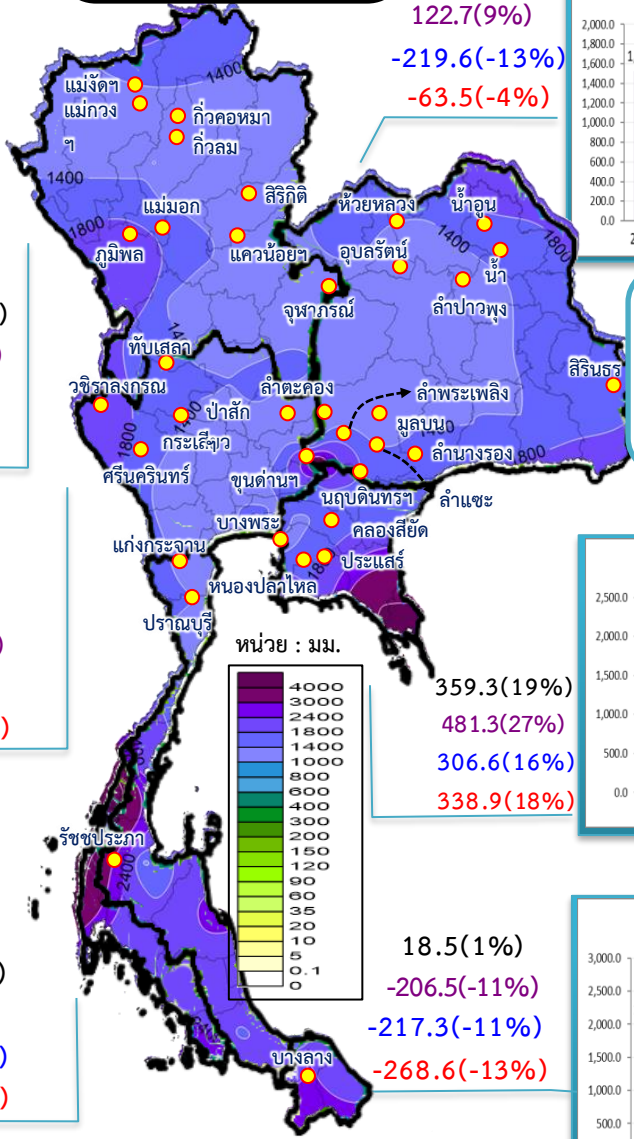 122.7(9%)
-219.6(-13%)
-63.5(-4%)
2,000.0
1,800.0
1,600.0
1,400.0
1,200.0
1,000.0
800.0
600.0
400.0
200.0
0.0
1400
แม่งัดฯ
แม่กวง
ฯ
กิ่วคอหมา
กิ่วลม
1400
สิริกิติ์
แม่มอก
1800
ภูมิพล
แควน้อยฯ
ห้วยหลวง
น้ำอูน
1400
1800
อุบลรัตน์
น้ำ
พุง
ลำปาว
จุฬาภรณ์
ทับเสลา
สิรินธร
วชิราลงกรณ
ลำตะคอง
ลำพระเพลิง
ป่าสัก
1400
มูลบน
1800
กระเสียว
1400
ลำนางรอง
800
ศรีนครินทร์
ขุนด่านฯ
ลำแซะ
นฤบดินทรฯ
บางพระ
คลองสียัด
แก่งกระจาน
ประแสร์
หนองปลาไหล
ปราณบุรี
หน่วย : มม.
4000
3000
2400
1800
1400
1000
800
600
400
300
200
150
120
90
60
35
20
10
5
0.1
0
359.3(19%)
481.3(27%)
306.6(16%)
338.9(18%)
2,500.0
2,000.0
1,500.0
1,000.0
500.0
0.0
รัชชประภา
2400
18.5(1%)
-206.5(-11%)
-217.3(-11%)
-268.6(-13%)
บางลาง
3,000.0
2,500.0
2,000.0
1,500.0
1,000.0
500.0